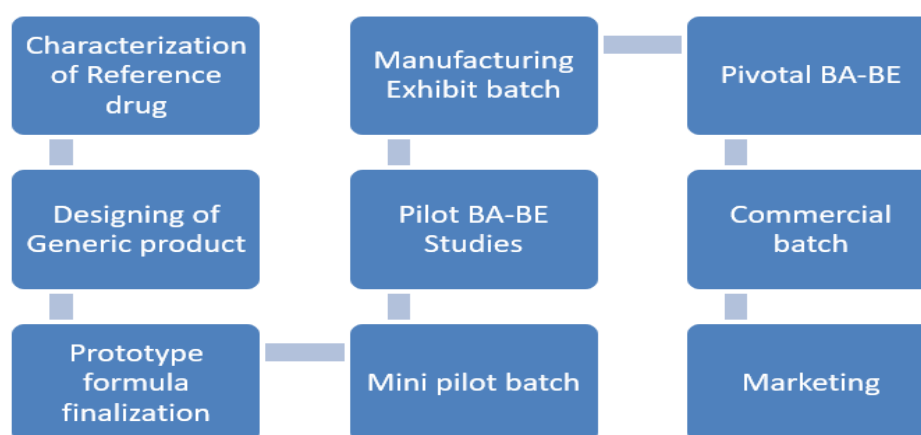 Characterization
of Reference
drug
Designing of
Generic product
Prototype
formula
finalization
Mini pilot batch
Pilot BA-BE
Studies
Manufacturing
Exhibit batch
Pivotal BA-BE
Commercial
batch
Marketing